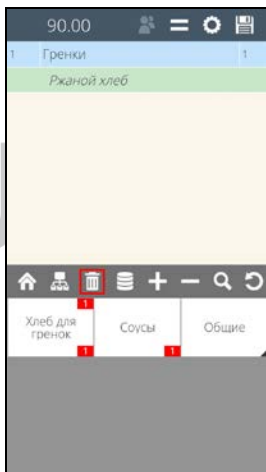 90.00
1 Гренки 1
Ржаной хлеб
1
Хлеб для
гренок
Соусы
Общие
1 1